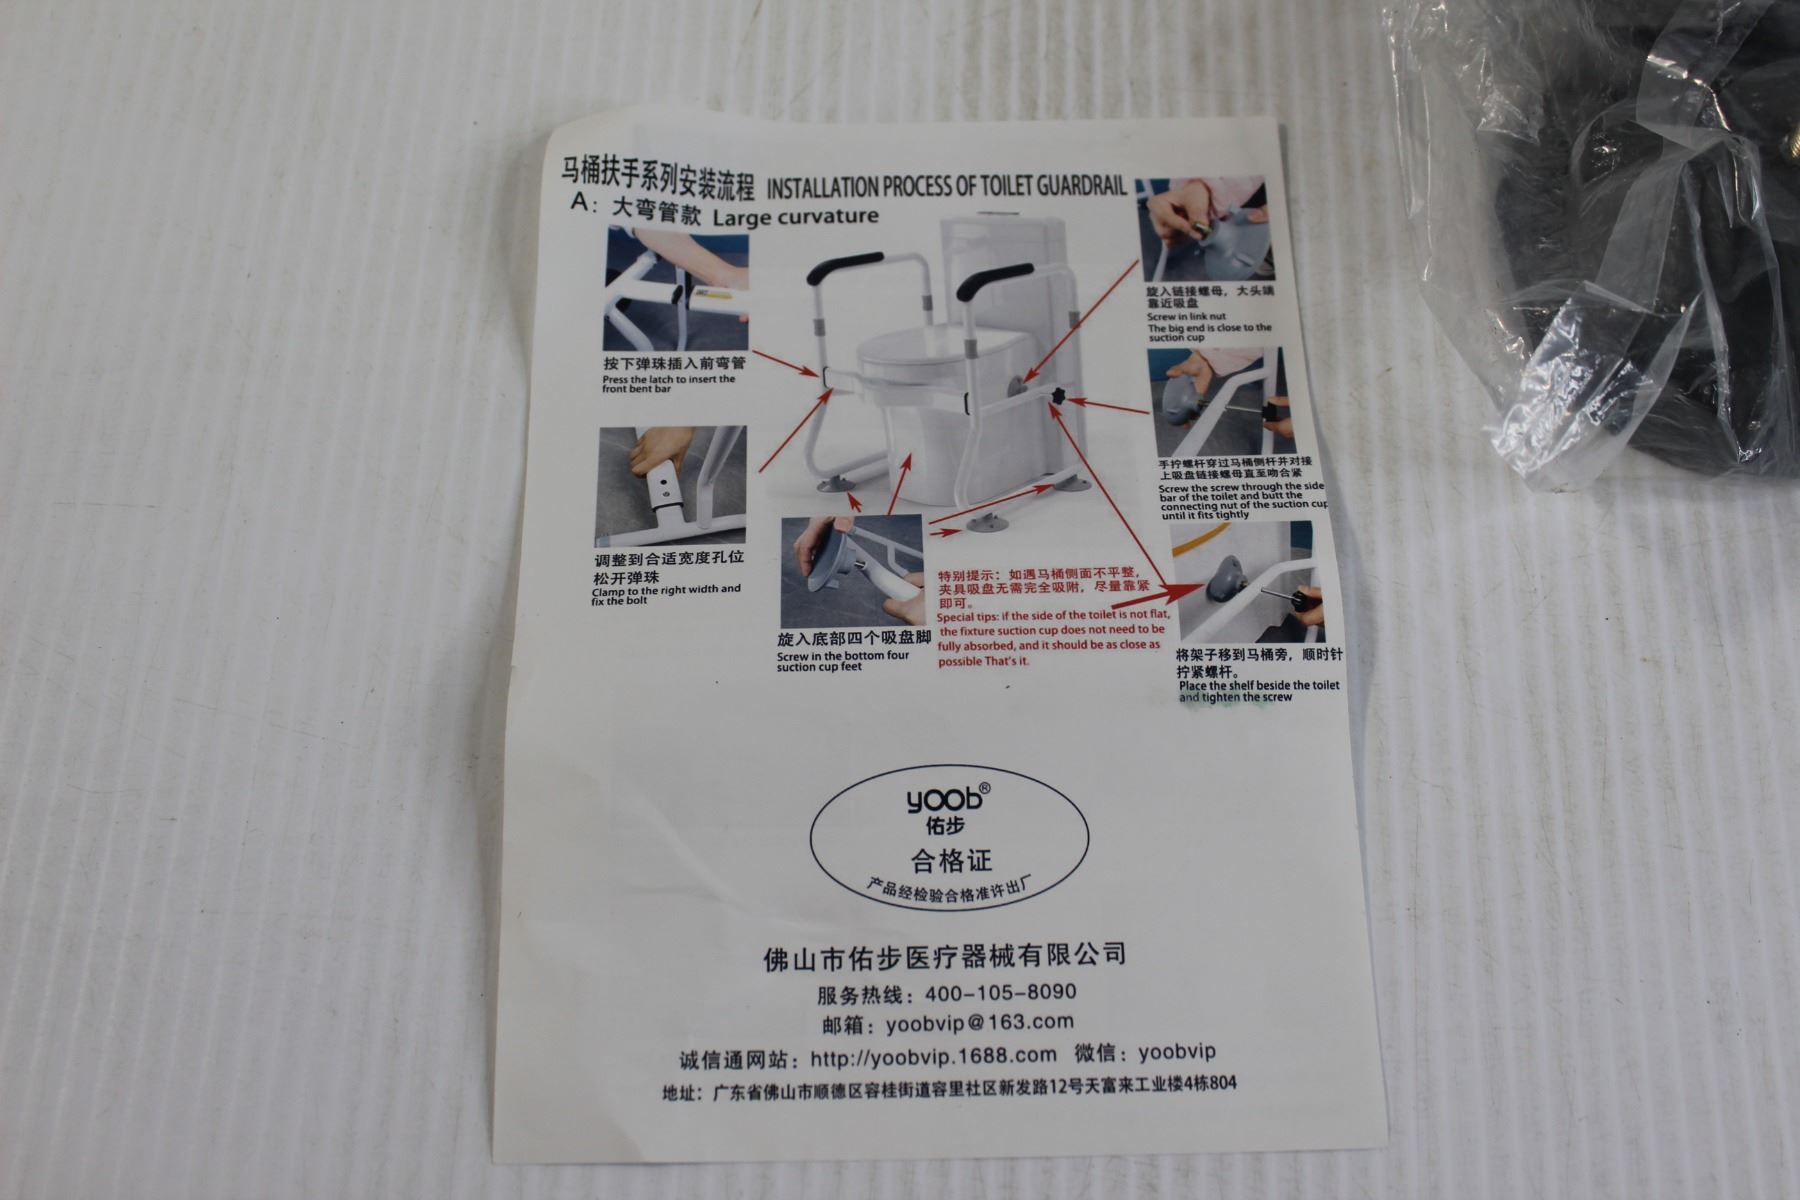 马桶扶手系列安装流程 INSTALLATION PROCESS OF TOILET GUARDRAIL
A: 大弯管款 Large curvature
按下弹珠插入前弯管
Press the latch to insert the
front bent bar
调整到合适宽度孔位
松开弹珠
Clamp to the right width and
fix the bolt
旋入底部四个吸盘脚
Screw in the bottom four
suction cup feet
特别提示：如遇马桶侧面不平整，
夹具吸盘无需完全吸附，尽量靠紧
即可。
Special tips: if the side of the toilet is not flat,
the fixture suction cup does not need to be
fully absorbed, and it should be as close as
possible That's it.
旋入链接螺母，大头端
靠近吸盘
Screw in link nut
The big end is close to the
suction cup
手拧螺杆穿过马桶侧杆并对接
上吸盘链接螺母直至吻合紧
Screw the screw through the side
bar of the toilet and butt the
connecting nut of the suction cup
until it fits tightly
将架子移到马桶旁，顺时针
拧紧螺杆。
Place the shelf beside the toilet
and tighten the screw
yoob®
佑步
合格证
产品经检验合格准许出厂
佛山市佑步医疗器械有限公司
服务热线：400-105-8090
邮箱：yoobvip@163.com
诚信通网站：http://yoobvip.1688.com 微信：yoobvip
地址：广东省佛山市顺德区容桂街道容里社区新发路12号天富来工业楼4栋804